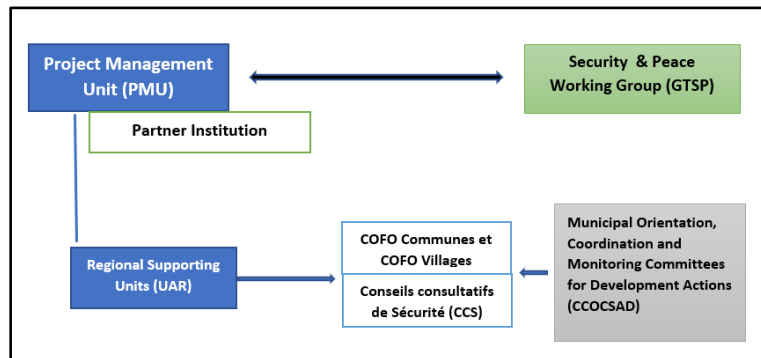 Project Management
Unit (PMU)
Security & Peace
Working Group (GTSP)
Partner Institution
Regional Supporting
Units (UAR)
COFO Communes et
COFO Villages
Conseils consultatifs
de Sécurité (CCS)
Municipal Orientation,
Coordination and
Monitoring Committees
for Development Actions
(CCOCSAD)